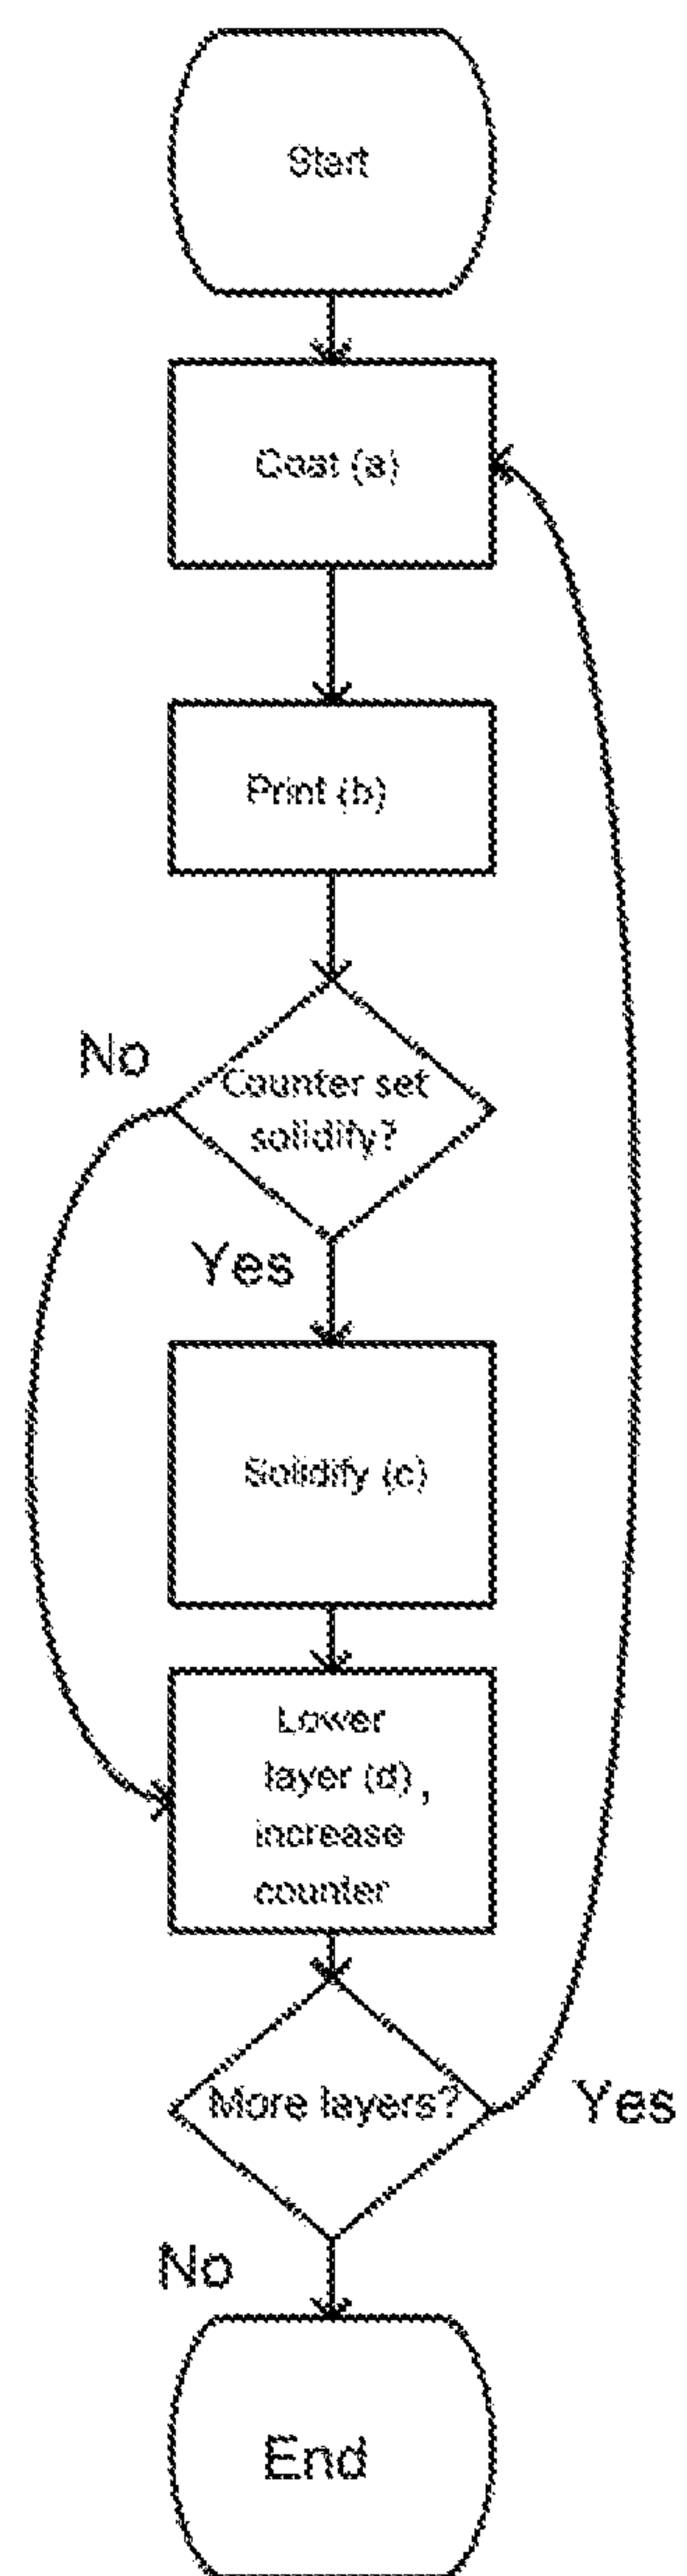 Start
Coat (a)
Print (b)
No
Counter set
solidify?
Yes
Solidify (c)
Lower
layer (d),
increase
counter
More layers?
Yes
No
End